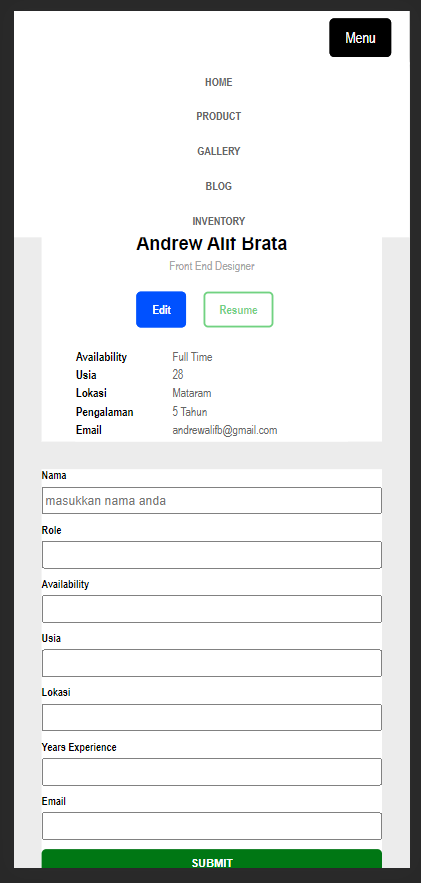 Menu
HOME
PRODUCT
GALLERY
BLOG
INVENTORY
Andrew Alif Brata
Front End Designer
Edit Resume
Availability Full Time
Usia 28
Lokasi Mataram
Pengalaman 5 Tahun
Email andrewalifb@gmail.com
Nama
masukkan nama anda
Role
Availability
Usia
Lokasi
Years Experience
Email
SUBMIT